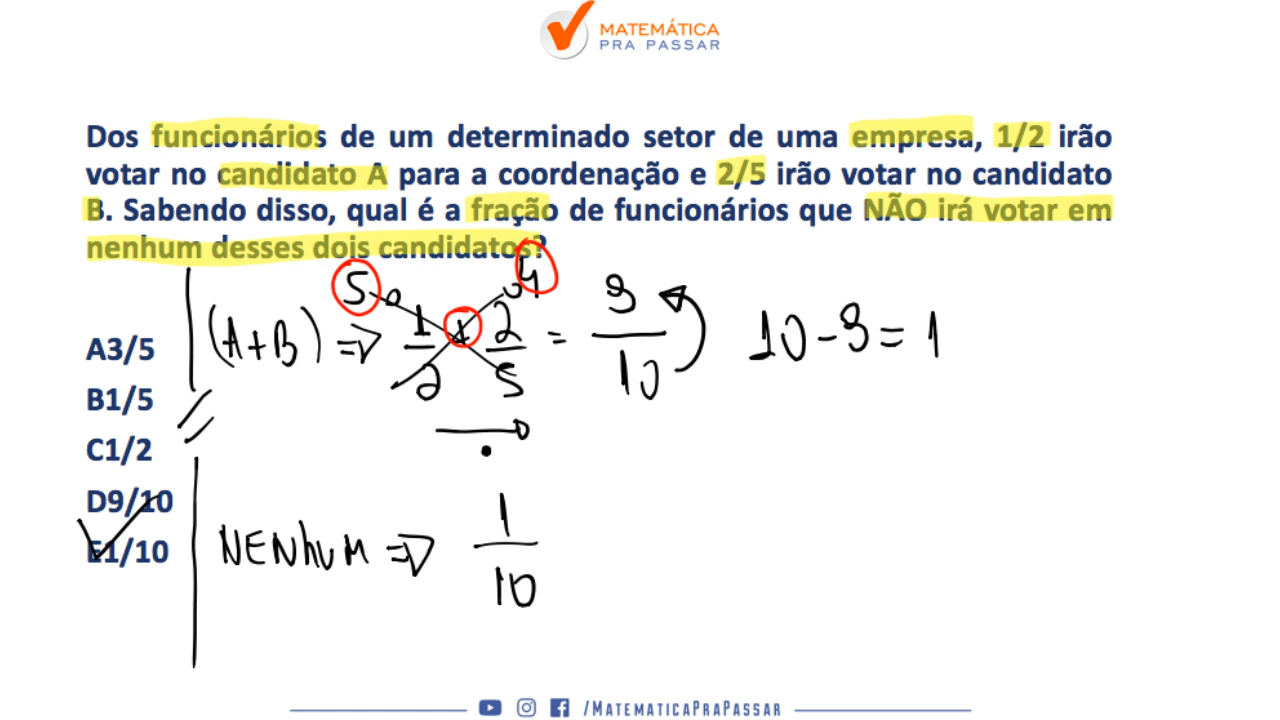 MATEMÁTICA
PRA PASSAR
Dos funcionários de um determinado setor de uma empresa, 1/2 irão
votar no candidato A para a coordenação e 2/5 irão votar no candidato
B. Sabendo disso, qual é a fração de funcionários que NÃO irá votar em
nenhum desses dois candidatos?
5 4
(A+B) => 1/2 + 2/5 = 9/10 10-9=1
A3/5
B1/5
C1/2
D9/10
E1/10
NENHUM => 1/10
/MATEMATICAPRAPASSAR